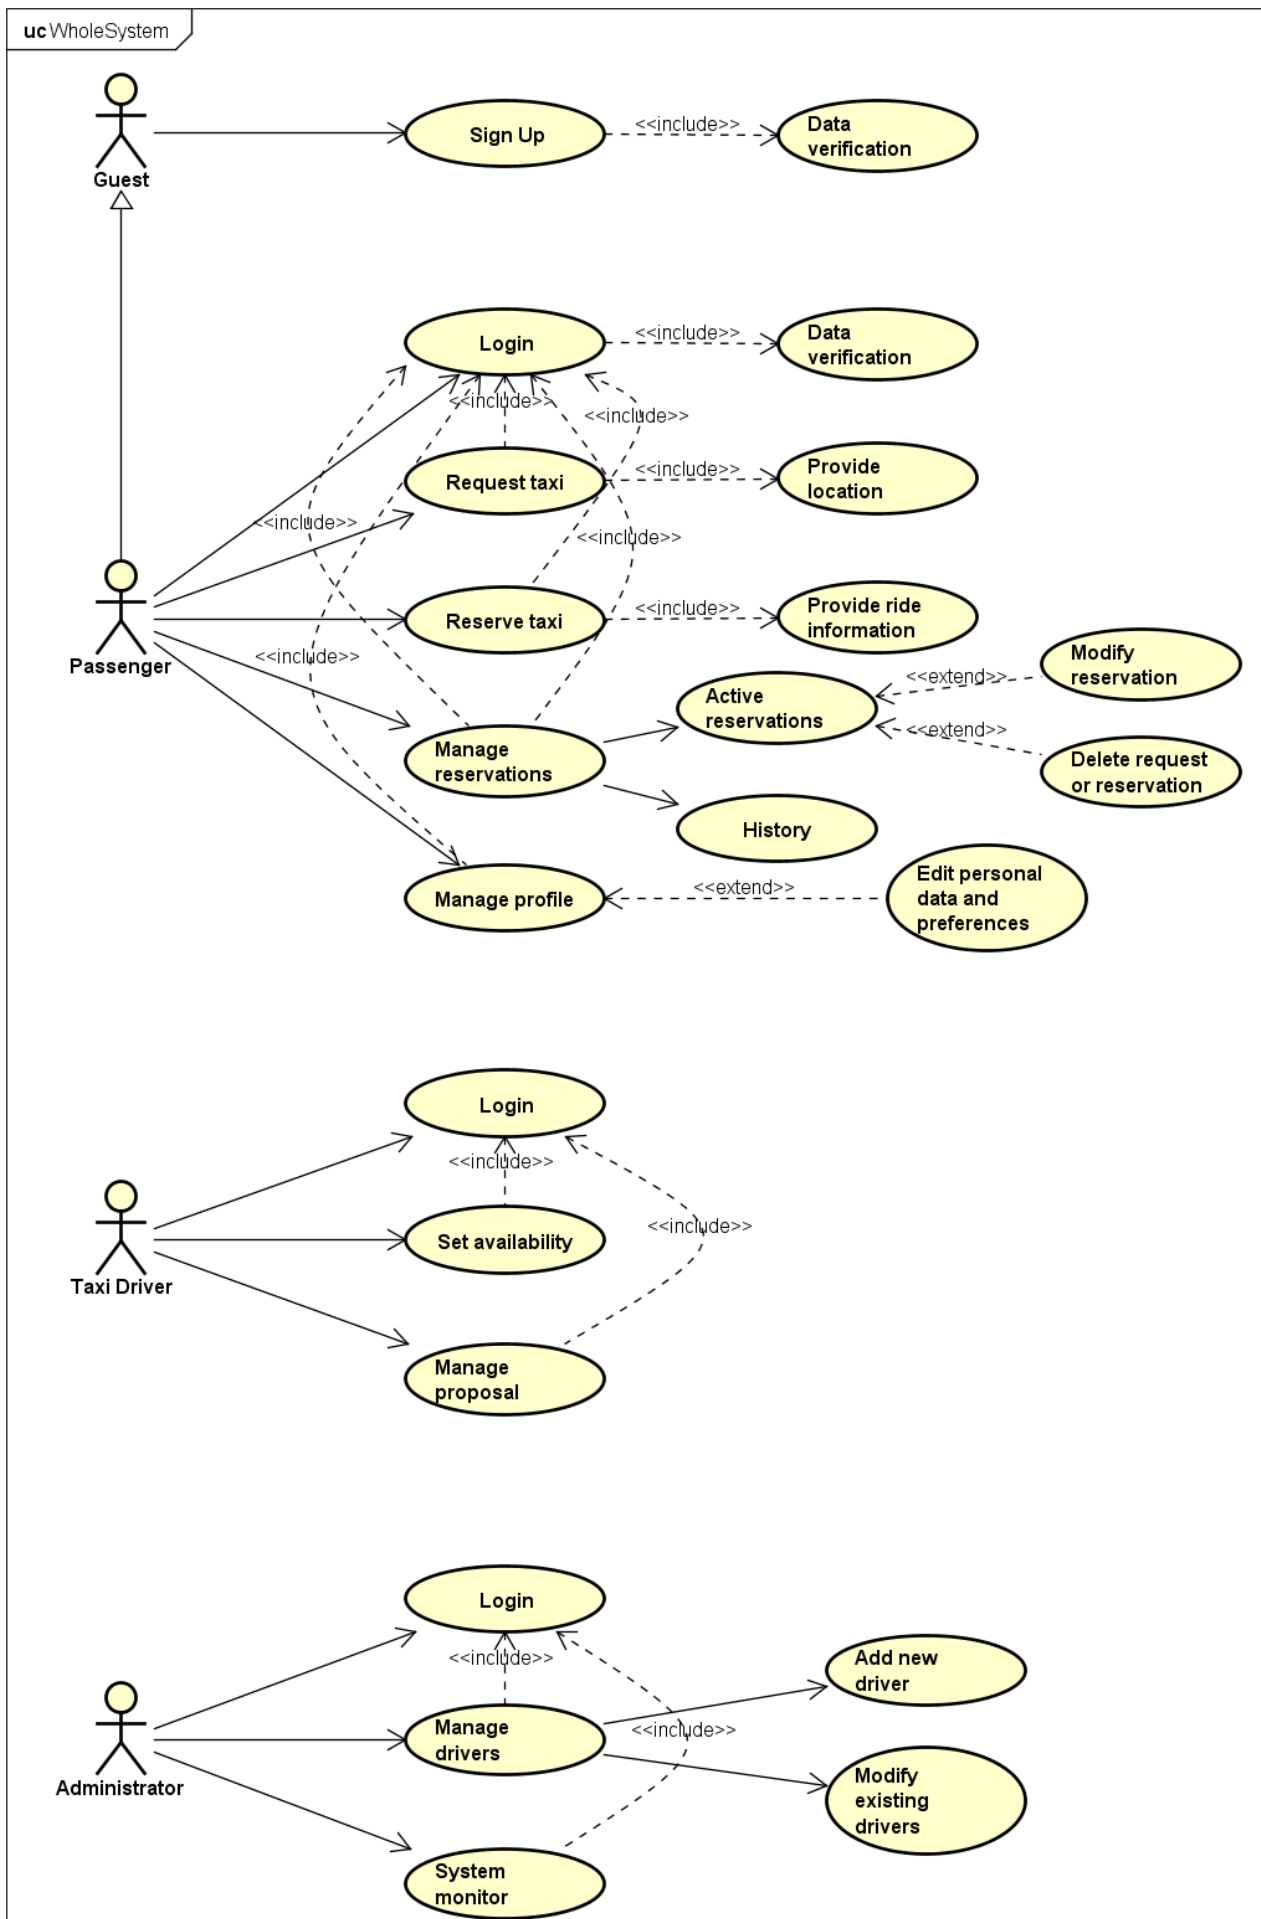 uc WholeSystem
Guest
Sign Up
<<include>>
Data
verification
Login
<<include>>
Data
verification
<<include>>
<<include>>
Request taxi
<<include>>
Provide
location
<<include>>
<<include>>
Passenger
Reserve taxi
<<include>>
Provide ride
information
<<include>>
Manage
reservations
Active
reservations
<<extend>>
Modify
reservation
<<extend>>
Delete request
or reservation
History
Manage profile
<<extend>>
Edit personal
data and
preferences
Login
<<include>>
Taxi Driver
Set availability
<<include>>
Manage
proposal
Login
<<include>>
Administrator
Manage
drivers
<<include>>
Add new
driver
Modify
existing
drivers
System
monitor